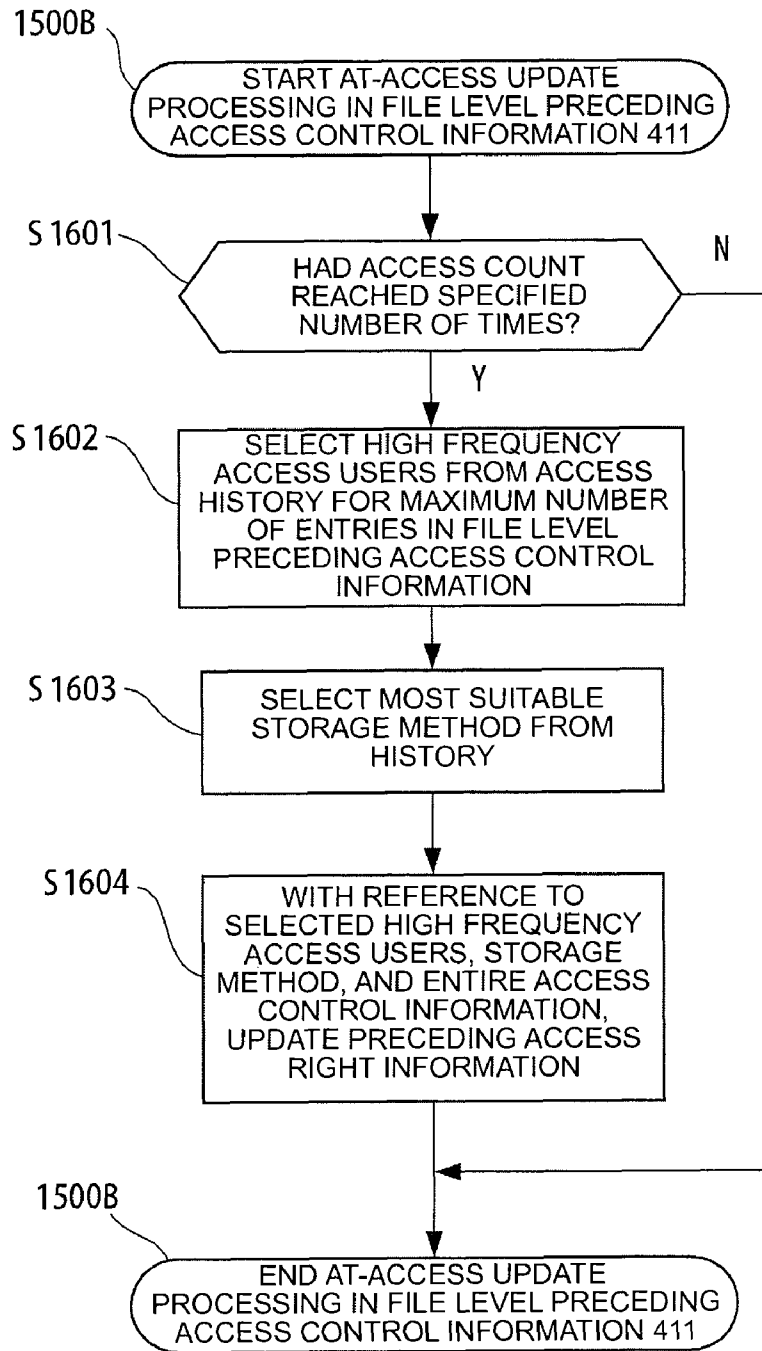 1500B
START AT-ACCESS UPDATE
PROCESSING IN FILE LEVEL PRECEDING
ACCESS CONTROL INFORMATION 411
S1601
HAD ACCESS COUNT
REACHED SPECIFIED
NUMBER OF TIMES?
N
Y
S1602
SELECT HIGH FREQUENCY
ACCESS USERS FROM ACCESS
HISTORY FOR MAXIMUM NUMBER
OF ENTRIES IN FILE LEVEL
PRECEDING ACCESS CONTROL
INFORMATION
S1603
SELECT MOST SUITABLE
STORAGE METHOD FROM
HISTORY
S1604
WITH REFERENCE TO
SELECTED HIGH FREQUENCY
ACCESS USERS, STORAGE
METHOD, AND ENTIRE ACCESS
CONTROL INFORMATION,
UPDATE PRECEDING ACCESS
RIGHT INFORMATION
1500B
END AT-ACCESS UPDATE
PROCESSING IN FILE LEVEL PRECEDING
ACCESS CONTROL INFORMATION 411